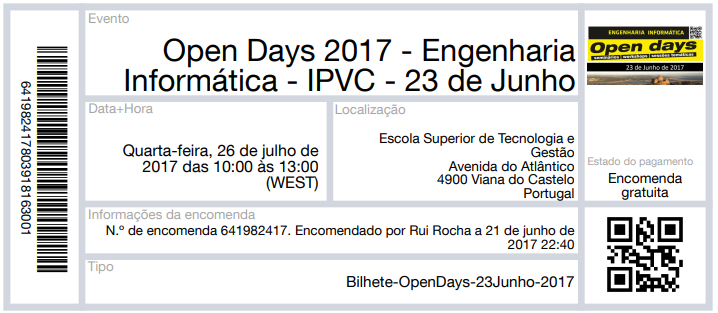 Evento
Open Days 2017 - Engenharia
Informática - IPVC - 23 de Junho
Data+Hora
Quarta-feira, 26 de julho de
2017 das 10:00 às 13:00
(WEST)
Localização
Escola Superior de Tecnologia e
Gestão
Avenida do Atlântico
4900 Viana do Castelo
Portugal
Informações da encomenda
N.º de encomenda 641982417. Encomendado por Rui Rocha a 21 de junho de
2017 22:40
Tipo
Bilhete-OpenDays-23Junho-2017
ENGENHARIA INFORMÁTICA
Open days
seminários | workshops | sessões temáticas
23 de Junho de 2017
Estado do pagamento
Encomenda
gratuita
641982417803918163001